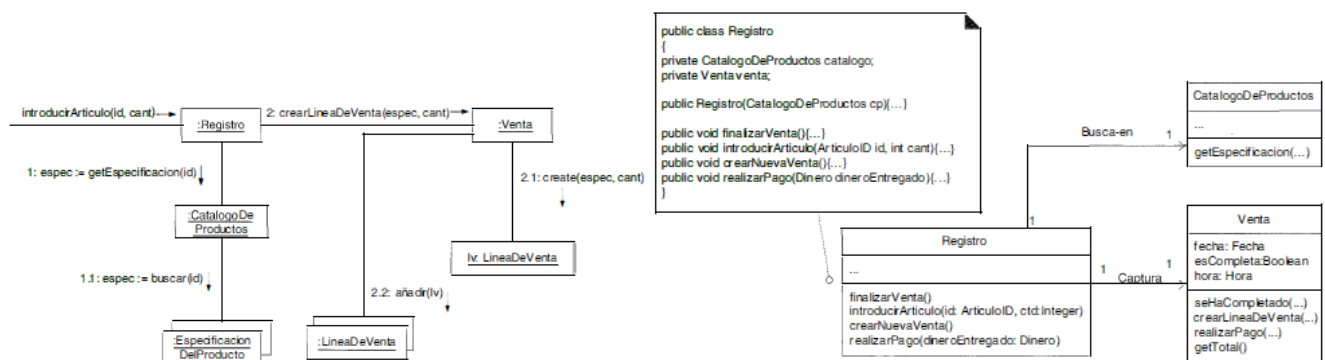 introducirArticulo(id, cant)
:Registro
2: crearLineaDeVenta(espec, cant)
:Venta
1: espec := getEspecificacion(id)
2.1: create(espec, cant)
:CatalogoDe
Productos
lv: LineaDeVenta
1.1: espec := buscar(id)
2.2: añadir(lv)
:Especificacion
DelProducto
:LineaDeVenta
public class Registro
{
private CatalogoDeProductos catalogo;
private Venta venta;
public Registro(CatalogoDeProductos cp){...}
public void finalizarVenta(){...}
public void introducirArticulo(ArticuloID id, int cant){...}
public void crearNuevaVenta(){...}
public void realizarPago(Dinero dineroEntregado){...}
}
CatalogoDeProductos
...
getEspecificacion(...)
Busca-en
1
1
Registro
...
finalizarVenta()
introducirArticulo(id: ArticuloID, ctd:Integer)
crearNuevaVenta()
realizarPago(dineroEntregado: Dinero)
1
Captura
1
Venta
fecha: Fecha
esCompleta:Boolean
hora: Hora
seHaCompletado(...)
crearLineaDeVenta(...)
realizarPago(...)
getTotal()